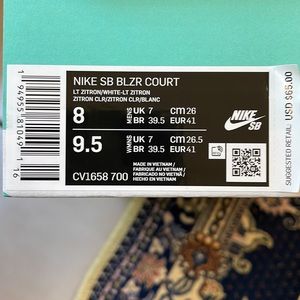 NIKE SB BLZR COURT
LT ZITRON/WHITE-LT ZITRON
ZITRON CLR/ZITRON CLR/BLANC
8 MENS UK 7 CM 26
BR 39.5 EUR 41
9.5 WMNS UK 7 CM 26.5
BR 39.5 EUR 41
CV1658 700
MADE IN VIETNAM /
FABRIQUÉ AU VIETNAM /
FABRICADO NO VIETNÃ /
HECHO EN VIETNAM
NIKE SB
SUGGESTED RETAIL USD $65.00